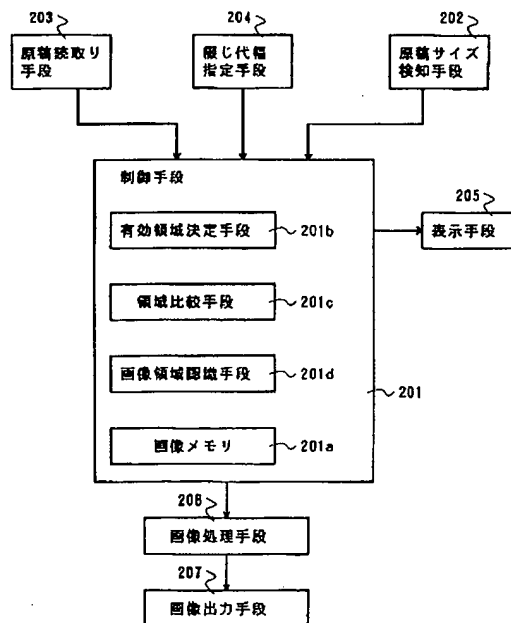 203
原稿読取り
手段
204
綴じ代幅
指定手段
202
原稿サイズ
検知手段
制御手段
205
表示手段
有効領域決定手段
201b
領域比較手段
201c
画像領域認識手段
201d
画像メモリ
201a
201
206
画像処理手段
207
画像出力手段